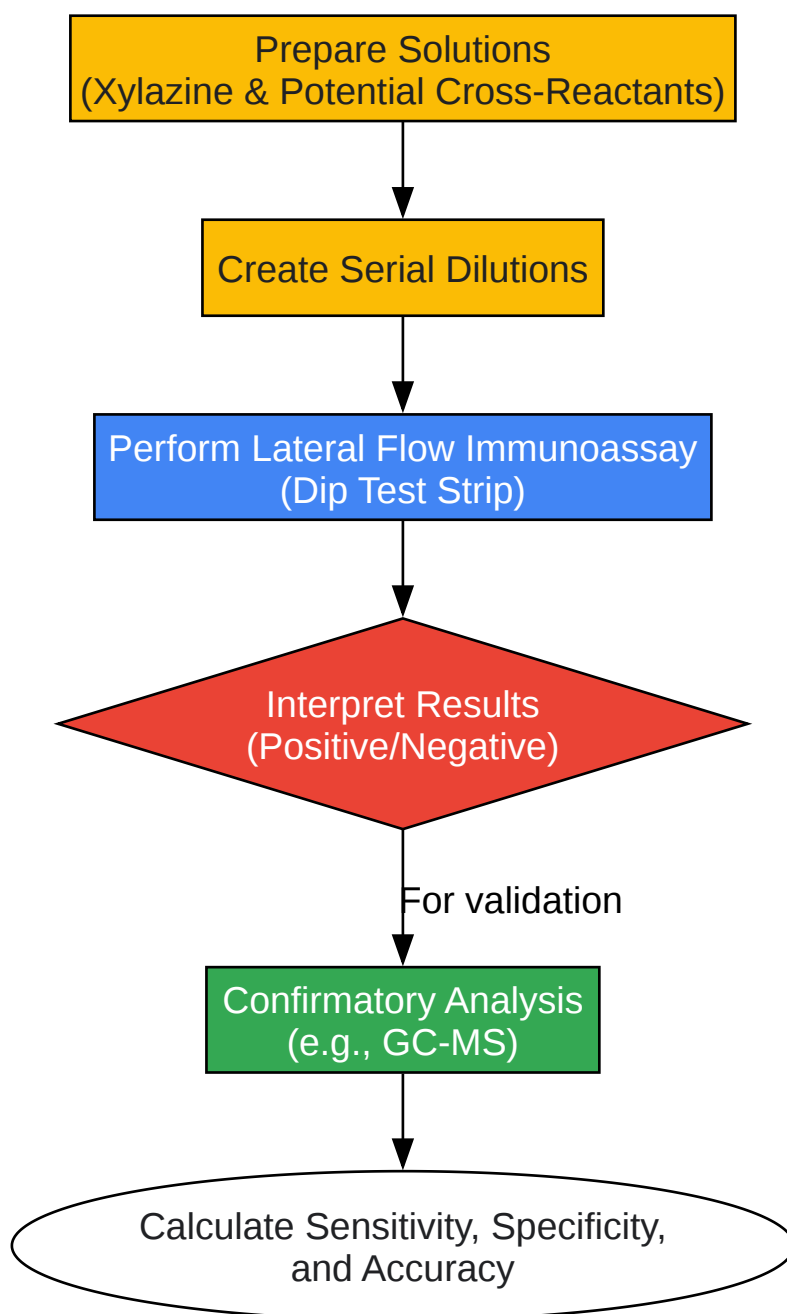 Prepare Solutions
(Xylazine & Potential Cross-Reactants)
Create Serial Dilutions
Perform Lateral Flow Immunoassay
(Dip Test Strip)
Interpret Results
(Positive/Negative)
For validation
Confirmatory Analysis
(e.g., GC-MS)
Calculate Sensitivity, Specificity,
and Accuracy